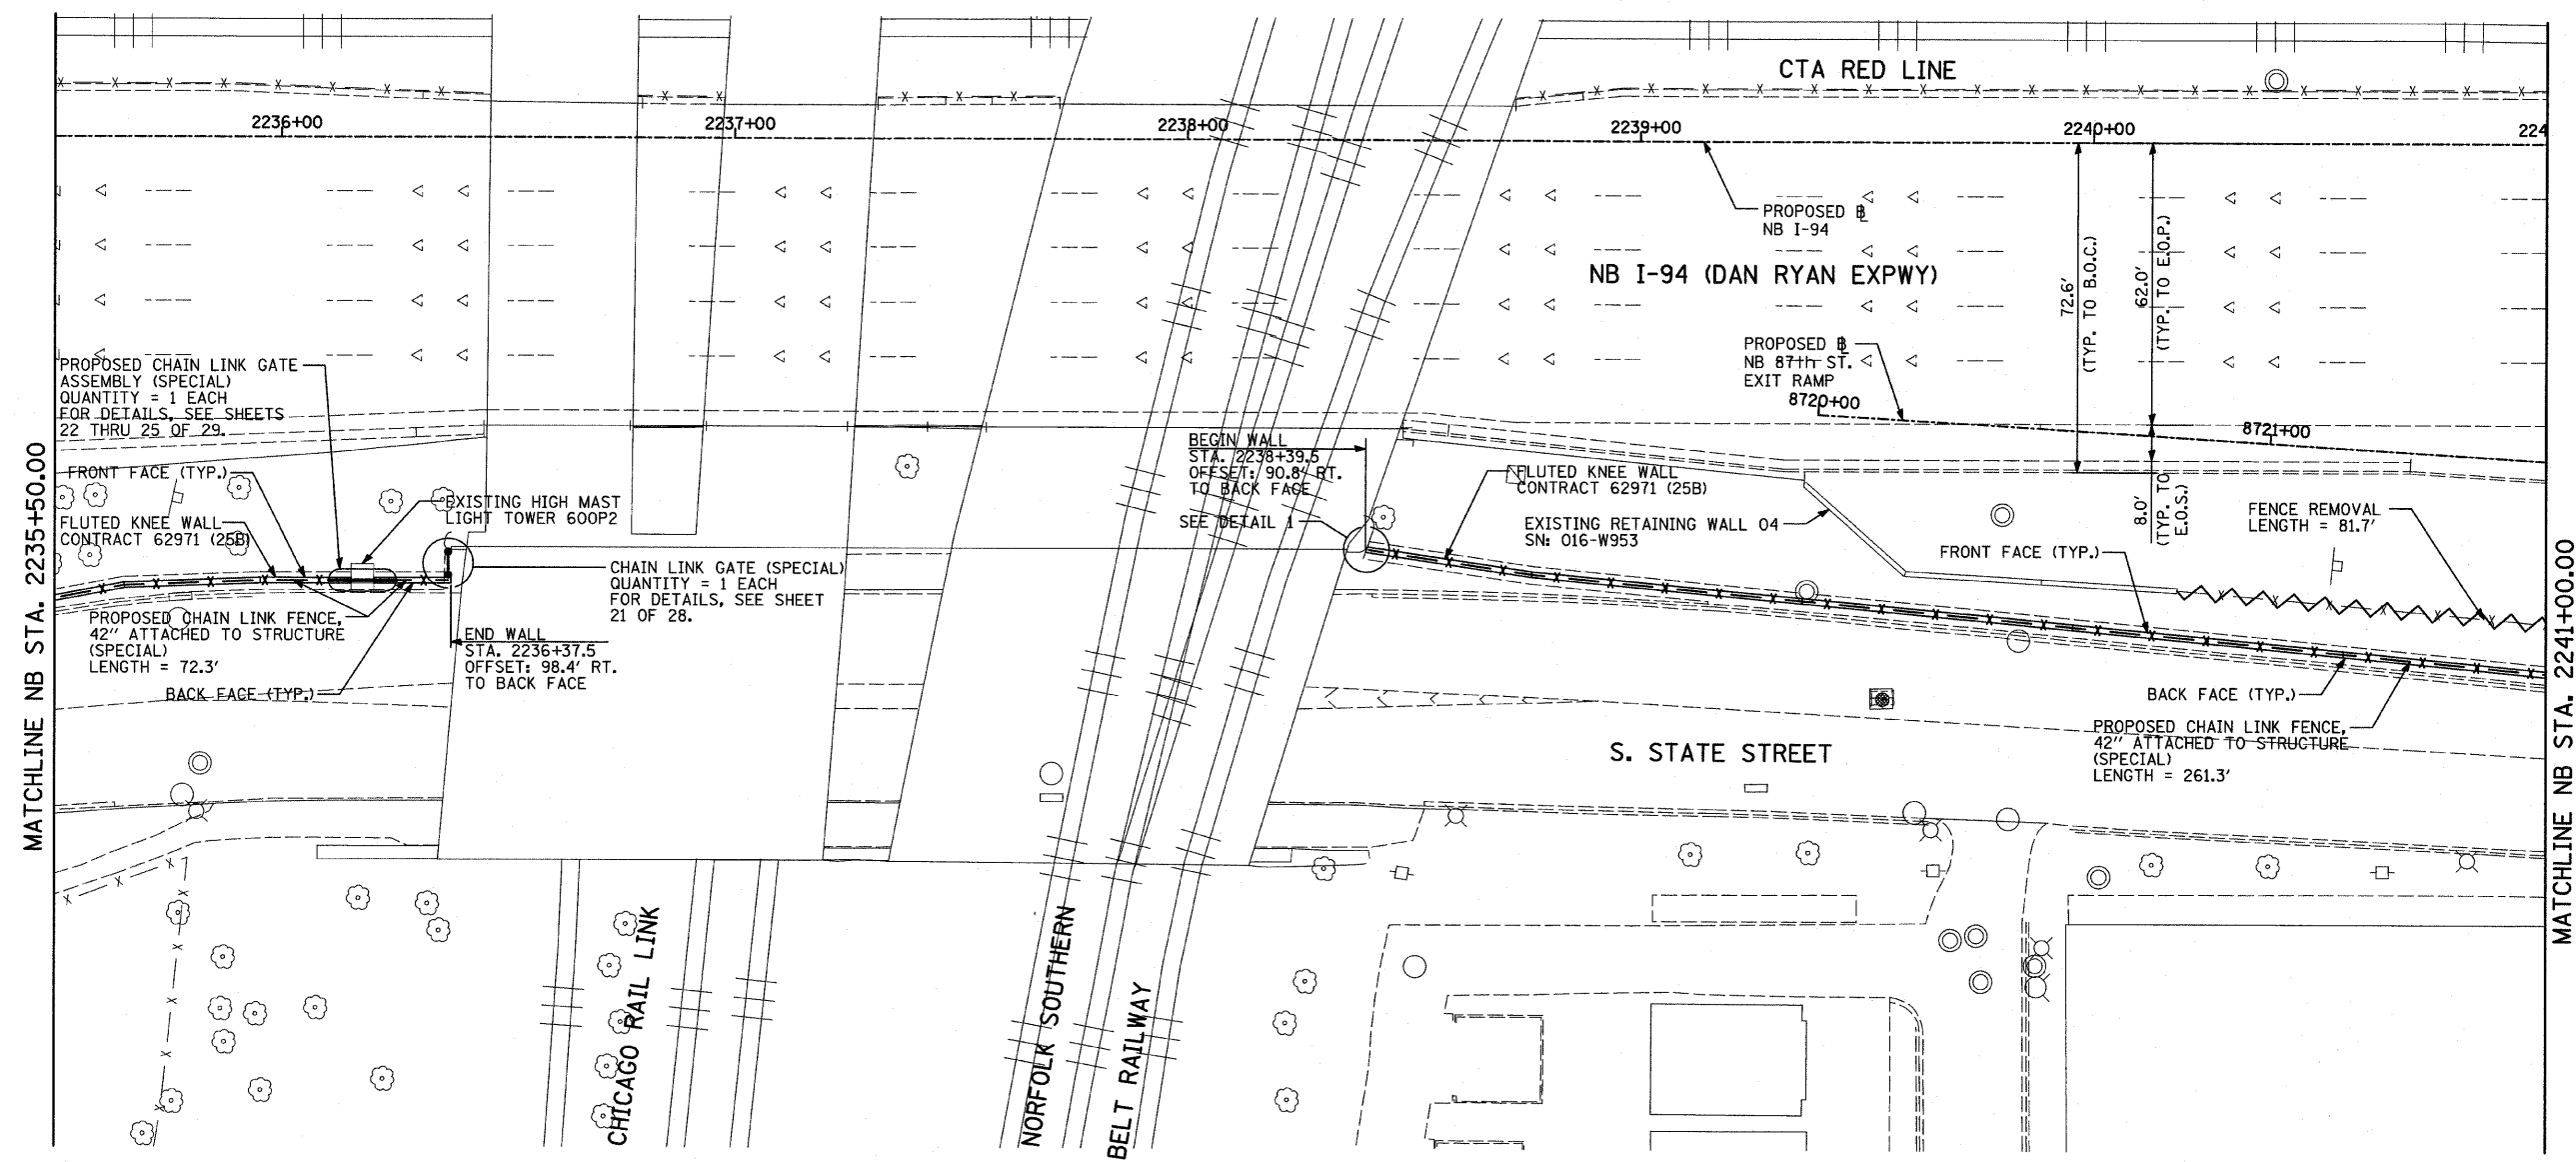 CTA RED LINE
2236+00
2237+00
2238+00
2239+00
2240+00
224
PROPOSED ℄
NB I-94
NB I-94 (DAN RYAN EXPWY)
72.6'
(TYP. TO B.O.C.)
62.0'
(TYP. TO E.O.P.)
PROPOSED CHAIN LINK GATE
ASSEMBLY (SPECIAL)
QUANTITY = 1 EACH
FOR DETAILS, SEE SHEETS
22 THRU 25 OF 29.
PROPOSED
NB 87th ST.
EXIT RAMP
8720+00
8721+00
FRONT FACE (TYP.)
FLUTED KNEE WALL
CONTRACT 62971 (25B)
EXISTING HIGH MAST
LIGHT TOWER 600P2
BEGIN WALL
STA. 2238+39.5
OFFSET: 90.8' RT.
TO BACK FACE
SEE DETAIL 1
FLUTED KNEE WALL
CONTRACT 62971 (25B)
EXISTING RETAINING WALL 04
SN: 016-W953
8.0'
(TYP. TO
E.O.S.)
FENCE REMOVAL
LENGTH = 81.7'
FRONT FACE (TYP.)
CHAIN LINK GATE (SPECIAL)
QUANTITY = 1 EACH
FOR DETAILS, SEE SHEET
21 OF 28.
PROPOSED CHAIN LINK FENCE,
42" ATTACHED TO STRUCTURE
(SPECIAL)
LENGTH = 72.3'
BACK FACE (TYP.)
END WALL
STA. 2236+37.5
OFFSET: 98.4' RT.
TO BACK FACE
BACK FACE (TYP.)
PROPOSED CHAIN LINK FENCE,
42" ATTACHED TO STRUCTURE
(SPECIAL)
LENGTH = 261.3'
S. STATE STREET
MATCHLINE NB STA. 2235+50.00
MATCHLINE NB STA. 2241+00.00
CHICAGO RAIL LINK
NORFOLK SOUTHERN
BELT RAILWAY